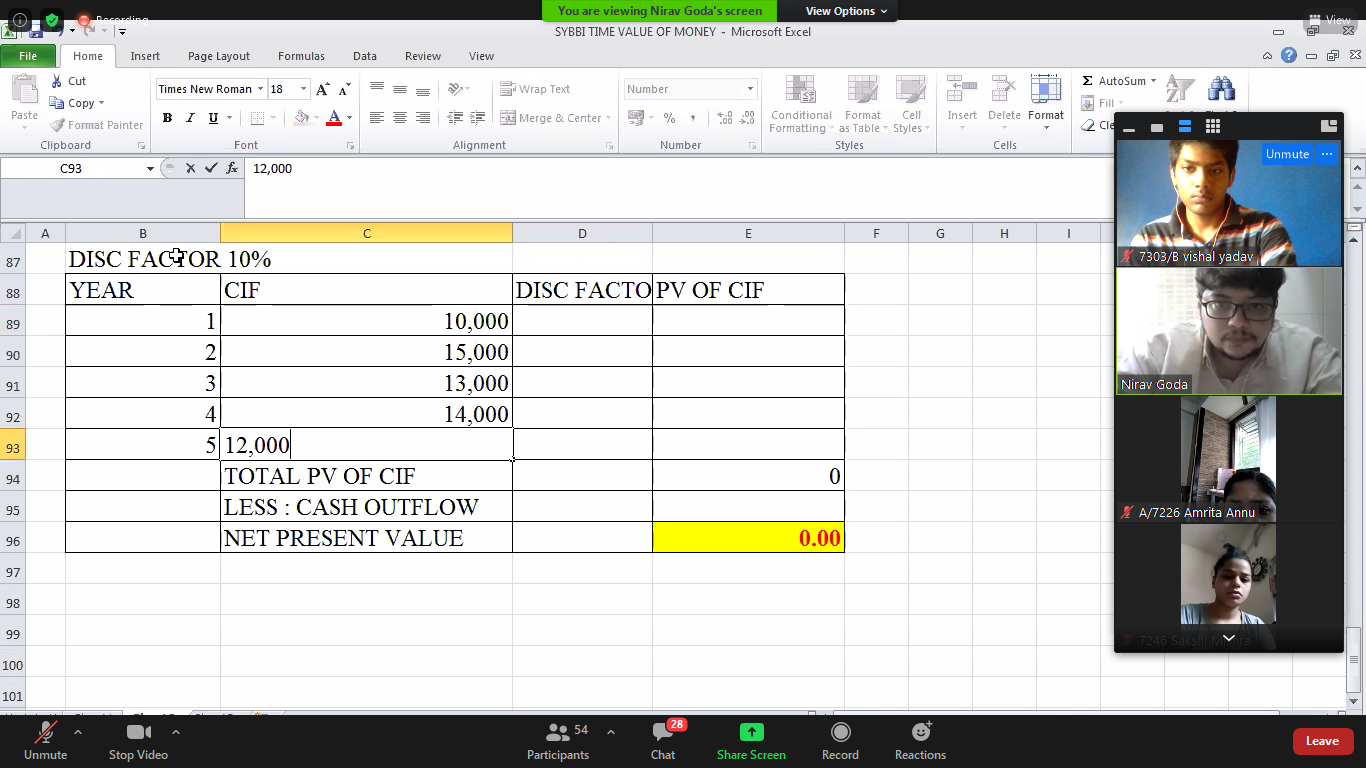 Recording
You are viewing Nirav Goda's screen
View Options
View
SYBBI TIME VALUE OF MONEY - Microsoft Excel
File Home Insert Page Layout Formulas Data Review View
Paste
Cut
Copy
Format Painter
Clipboard
Times New Roman 18
B I U
Font
Wrap Text
Merge & Center
Alignment
Number
Number
Conditional Formatting
Format as Table
Cell Styles
Styles
Insert Delete Format
Cells
AutoSum
Fill
C93 12,000
A B C D E F G H I
87 DISC FACTOR 10%
88 YEAR CIF DISC FACTO PV OF CIF
89 1 10,000
90 2 15,000
91 3 13,000
92 4 14,000
93 5 12,000
94 TOTAL PV OF CIF 0
95 LESS : CASH OUTFLOW
96 NET PRESENT VALUE 0.00
97
98
99
100
101
Unmute
7303/B vishal yadav
Nirav Goda
A/7226 Amrita Annu
Unmute
Stop Video
Participants 54
Chat 28
Share Screen
Record
Reactions
Leave